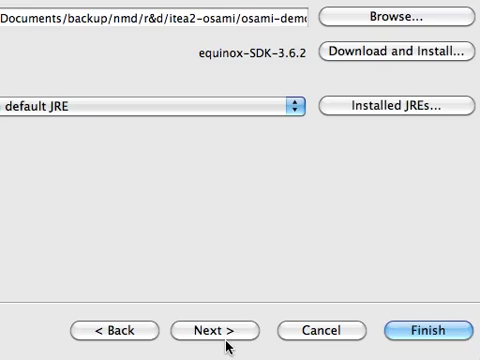 Documents/backup/nmd/r&d/itea2-osami/osami-demo
Browse...
equinox-SDK-3.6.2
Download and Install...
default JRE
Installed JREs...
< Back
Next >
Cancel
Finish